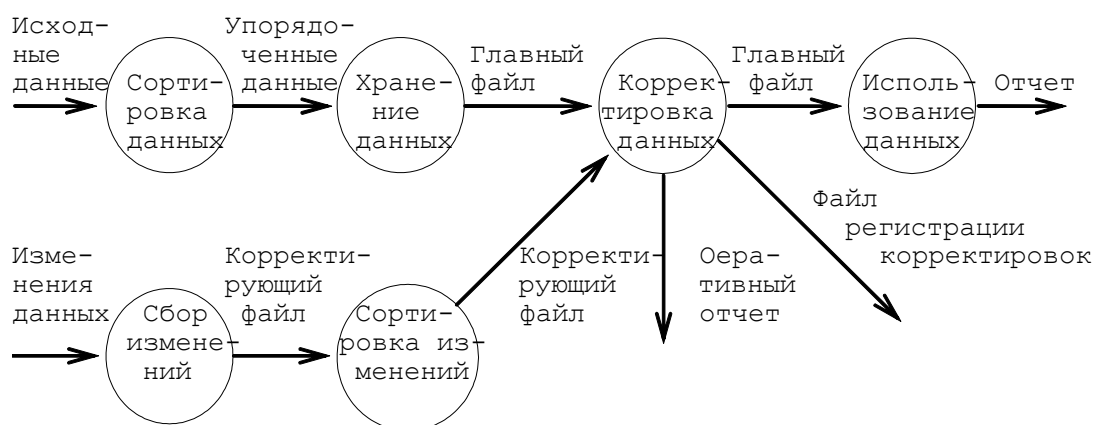 Исход-
ные
данные
Сорти-
ровка
данных
Упорядо-
ченные
данные
Хране-
ние
данных
Главный
файл
Коррек-
тировка
данных
Главный
файл
Исполь-
зование
данных
Отчет
Изме-
нения
данных
Сбор
измене-
ний
Корректи-
рующий
файл
Сорти-
ровка из-
менений
Корректи-
рующий
файл
Оера-
тивный
отчет
Файл
регистрации
корректировок